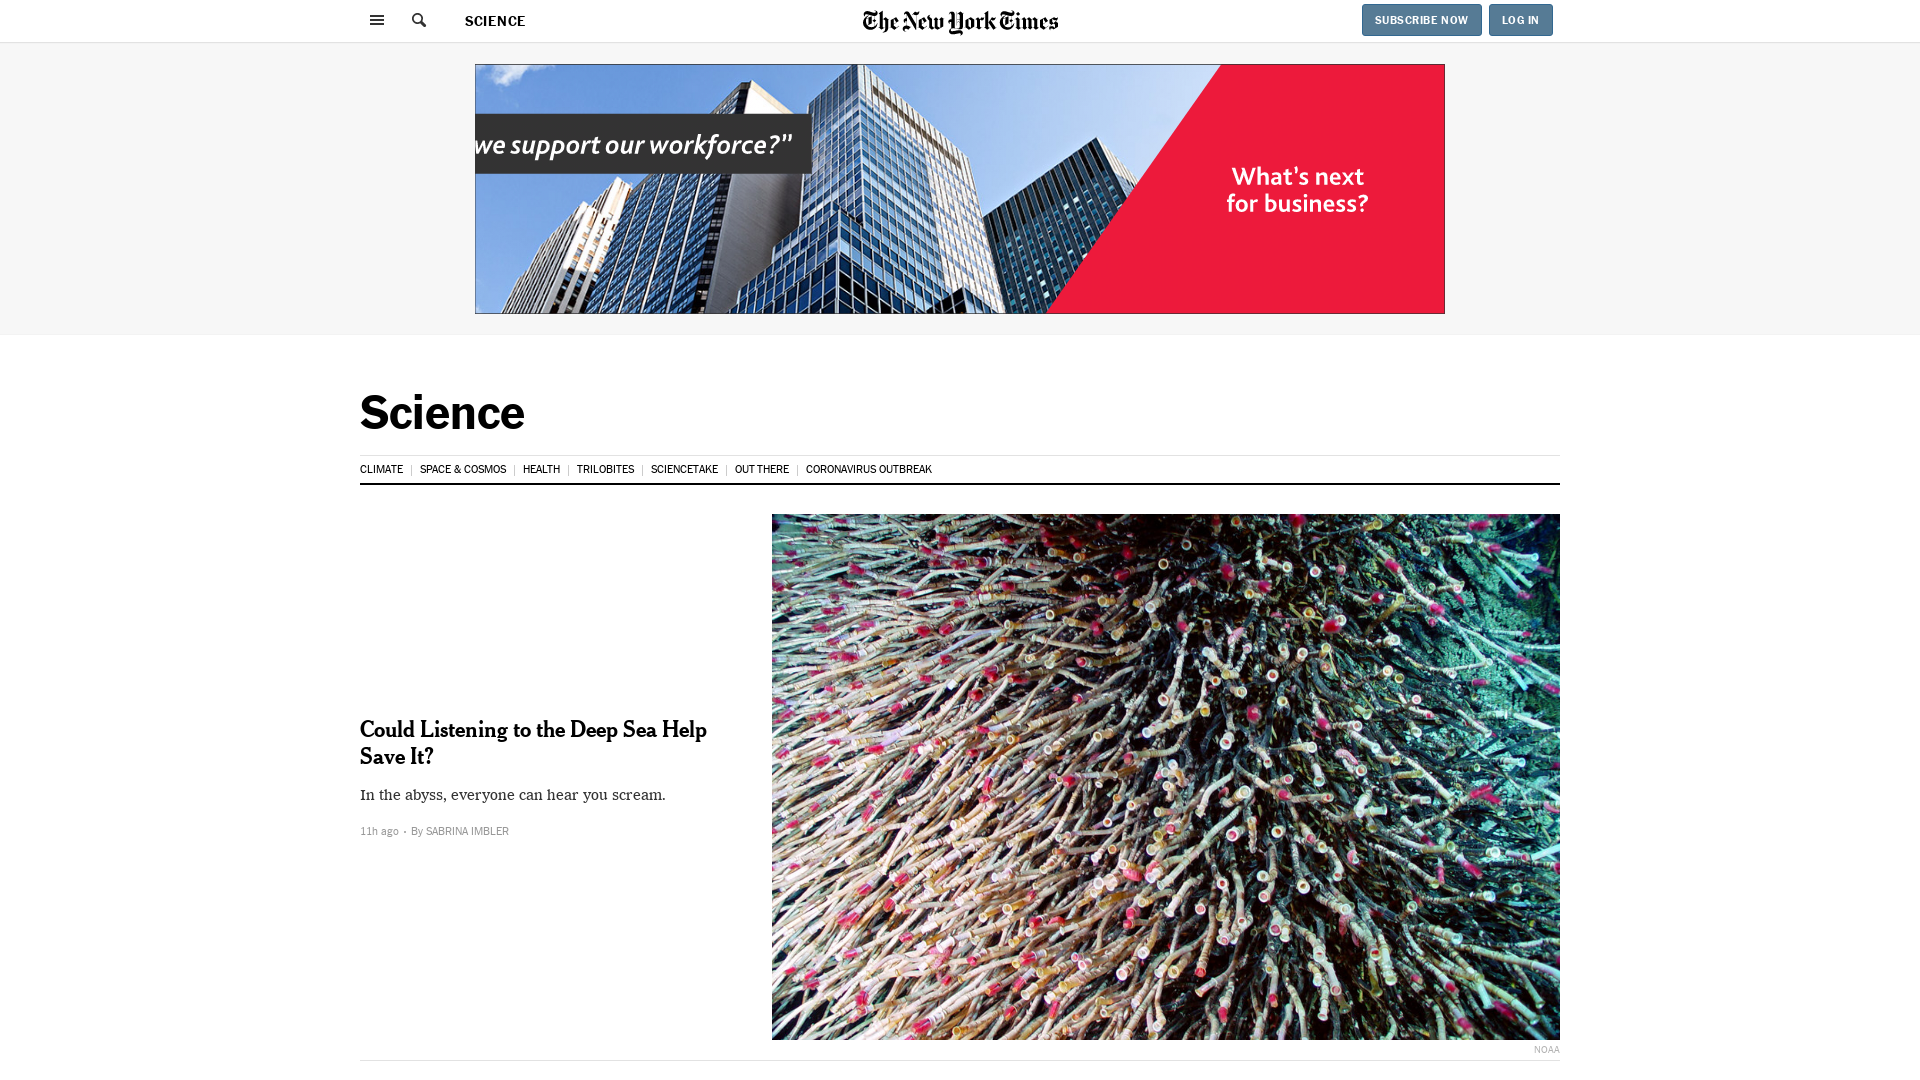 SCIENCE
The New York Times
SUBSCRIBE NOW
LOG IN
we support our workforce?”
What’s next
for business?
Science
CLIMATE
SPACE & COSMOS
HEALTH
TRILOBITES
SCIENCETAKE
OUT THERE
CORONAVIRUS OUTBREAK
Could Listening to the Deep Sea Help
Save It?
In the abyss, everyone can hear you scream.
11h ago • By SABRINA IMBLER
NOAA